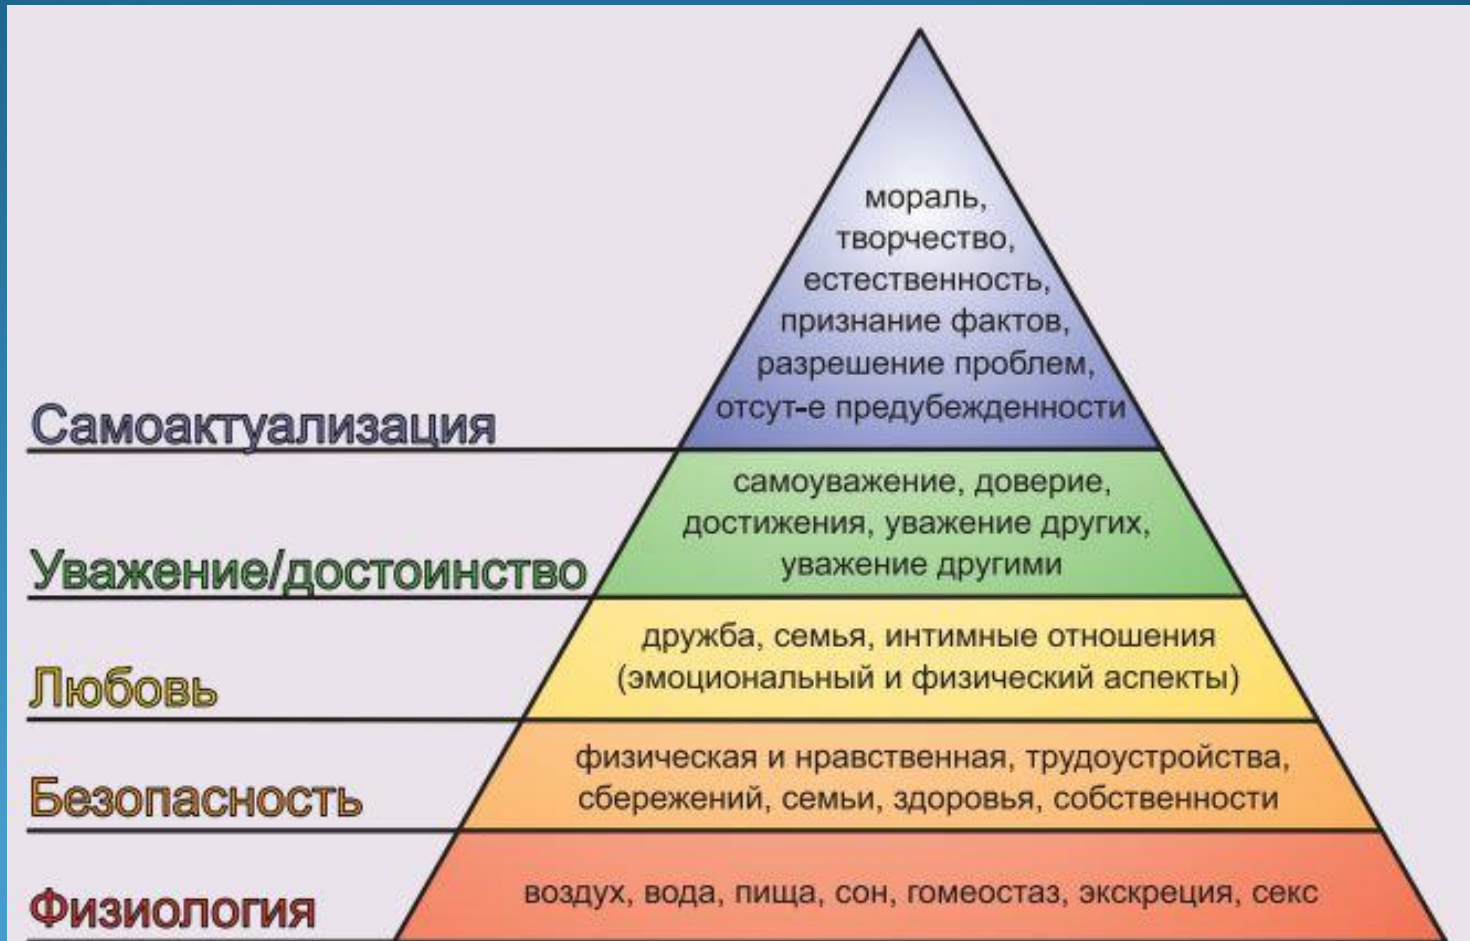 мораль,
творчество,
естественность,
признание фактов,
разрешение проблем,
отсут-е предубежденности
Самоактуализация
самоуважение, доверие,
достижения, уважение других,
уважение другими
Уважение/достоинство
дружба, семья, интимные отношения
(эмоциональный и физический аспекты)
Любовь
физическая и нравственная, трудоустройства,
сбережений, семьи, здоровья, собственности
Безопасность
воздух, вода, пища, сон, гомеостаз, экскреция, секс
Физиология